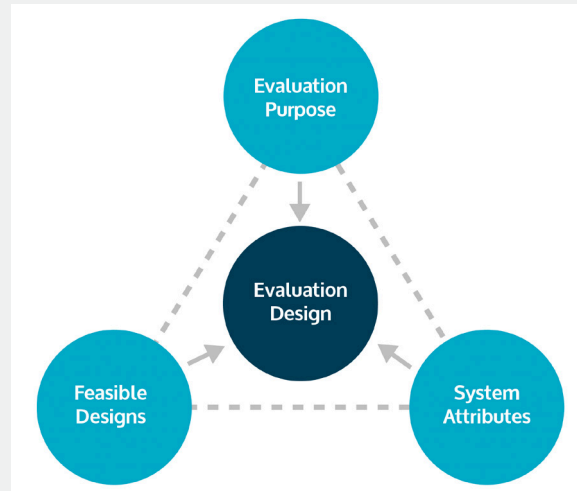 Evaluation
Purpose
Evaluation
Design
Feasible
Designs
System
Attributes